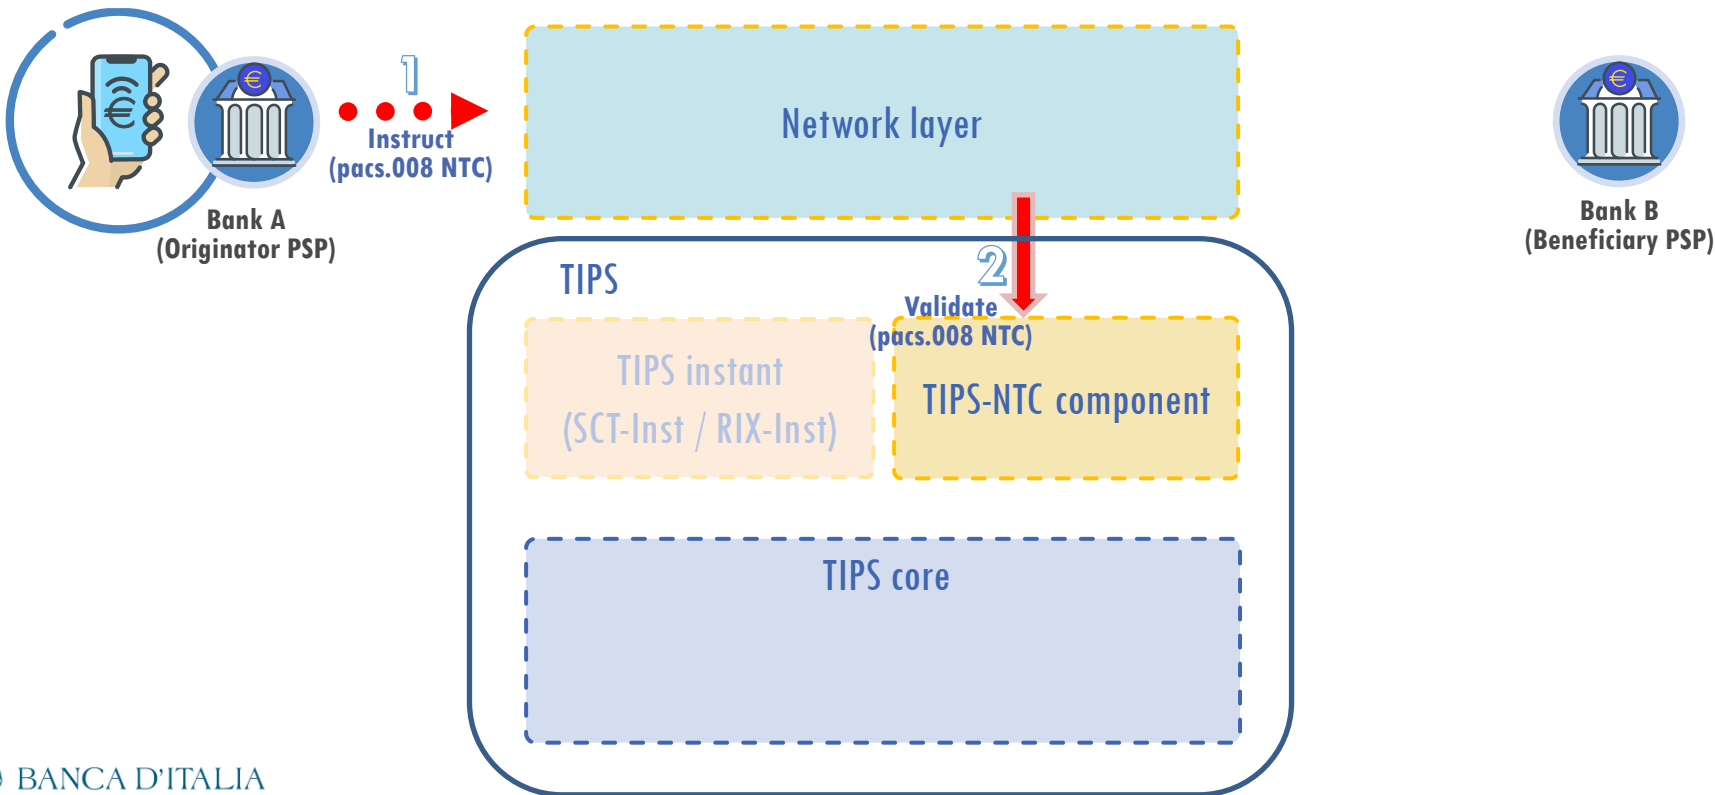 1
Instruct
(pacs.008 NTC)
Network layer
Bank A
(Originator PSP)
Bank B
(Beneficiary PSP)
TIPS
2
Validate
(pacs.008 NTC)
TIPS instant
(SCT-Inst / RIX-Inst)
TIPS-NTC component
TIPS core
BANCA D'ITALIA